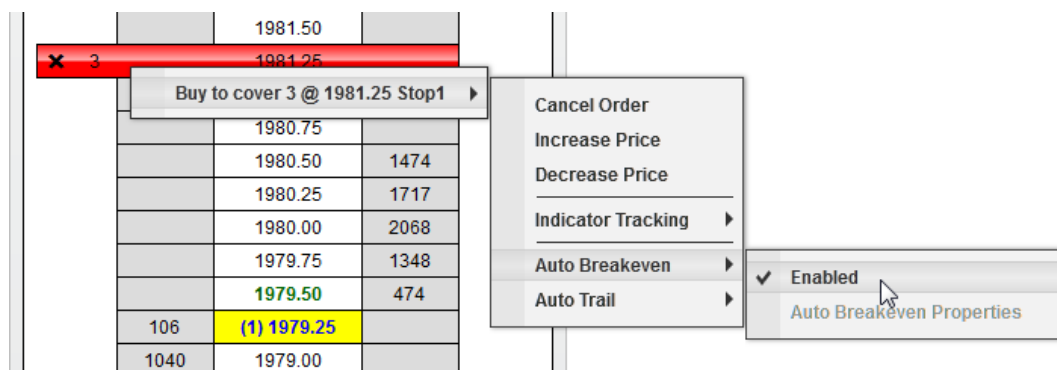 1981.50
3 1981.25
Buy to cover 3 @ 1981.25 Stop1
1980.75
1980.50 1474
1980.25 1717
1980.00 2068
1979.75 1348
1979.50 474
106 (1) 1979.25
1040 1979.00
Cancel Order
Increase Price
Decrease Price
Indicator Tracking
Auto Breakeven
Auto Trail
Enabled
Auto Breakeven Properties